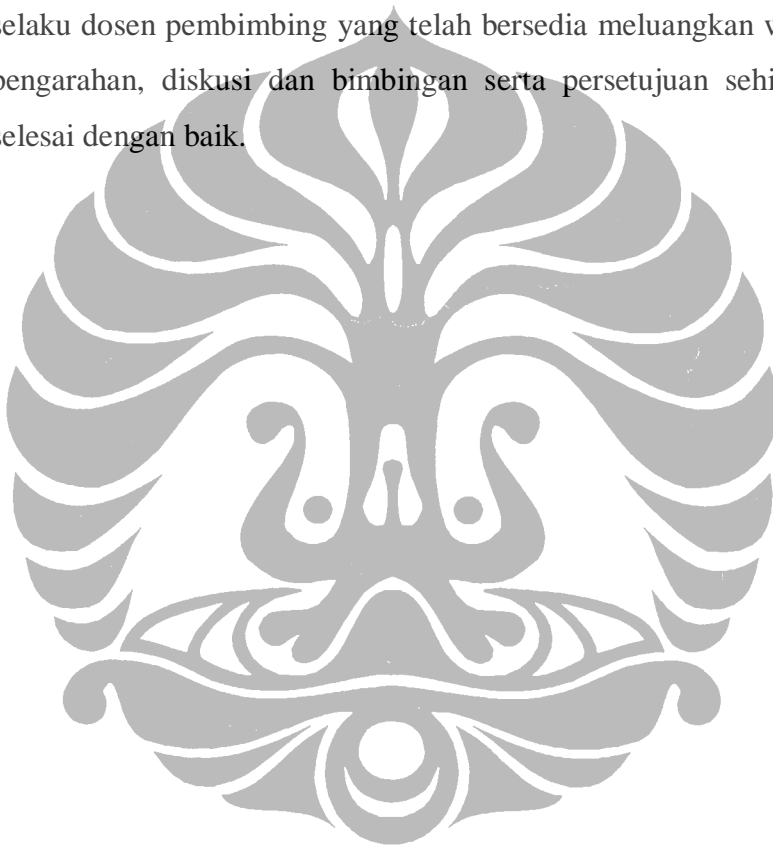 selaku dosen pembimbing yang telah bersedia meluangkan
pengarahan, diskusi dan bimbingan serta persetujuan
selesai dengan baik.